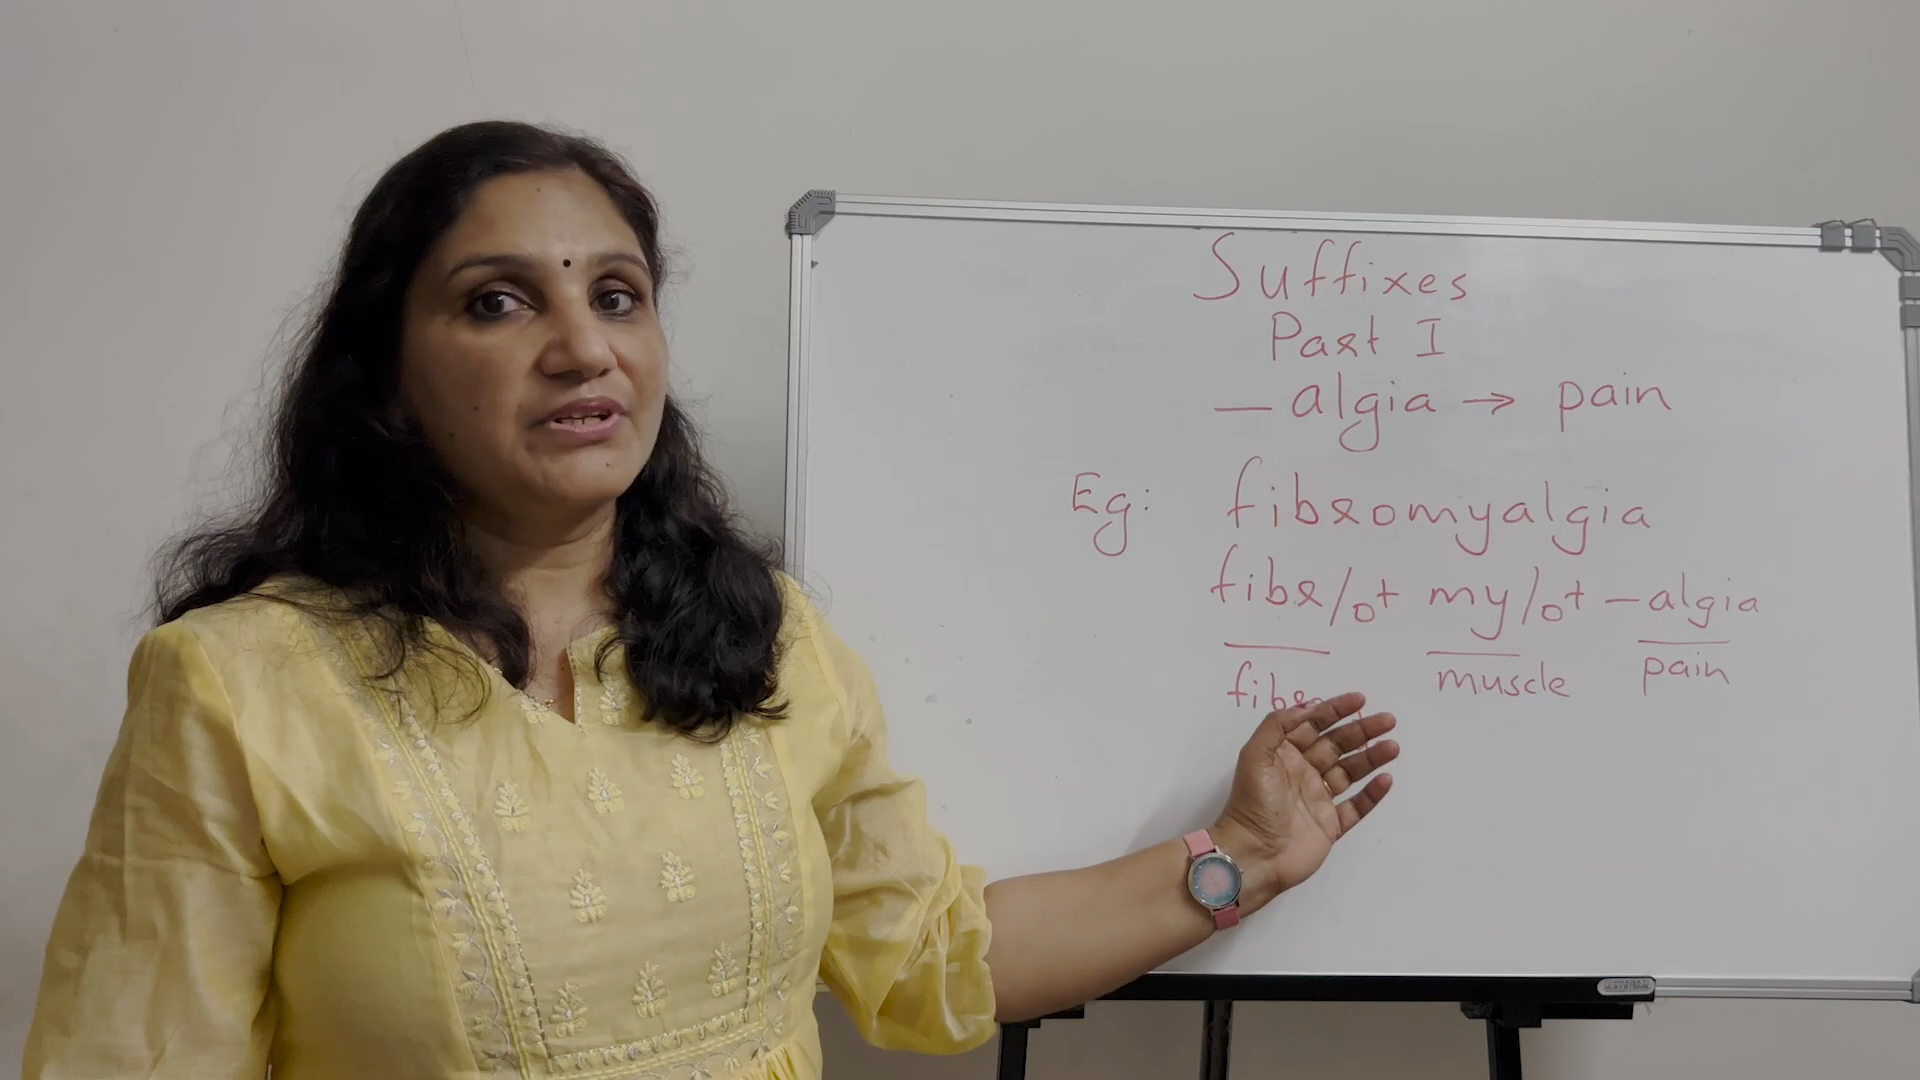 Suffixes
Part I
— algia → pain
Eg: fibromyalgia
fibr/o+ my/o+ – algia
muscle pain